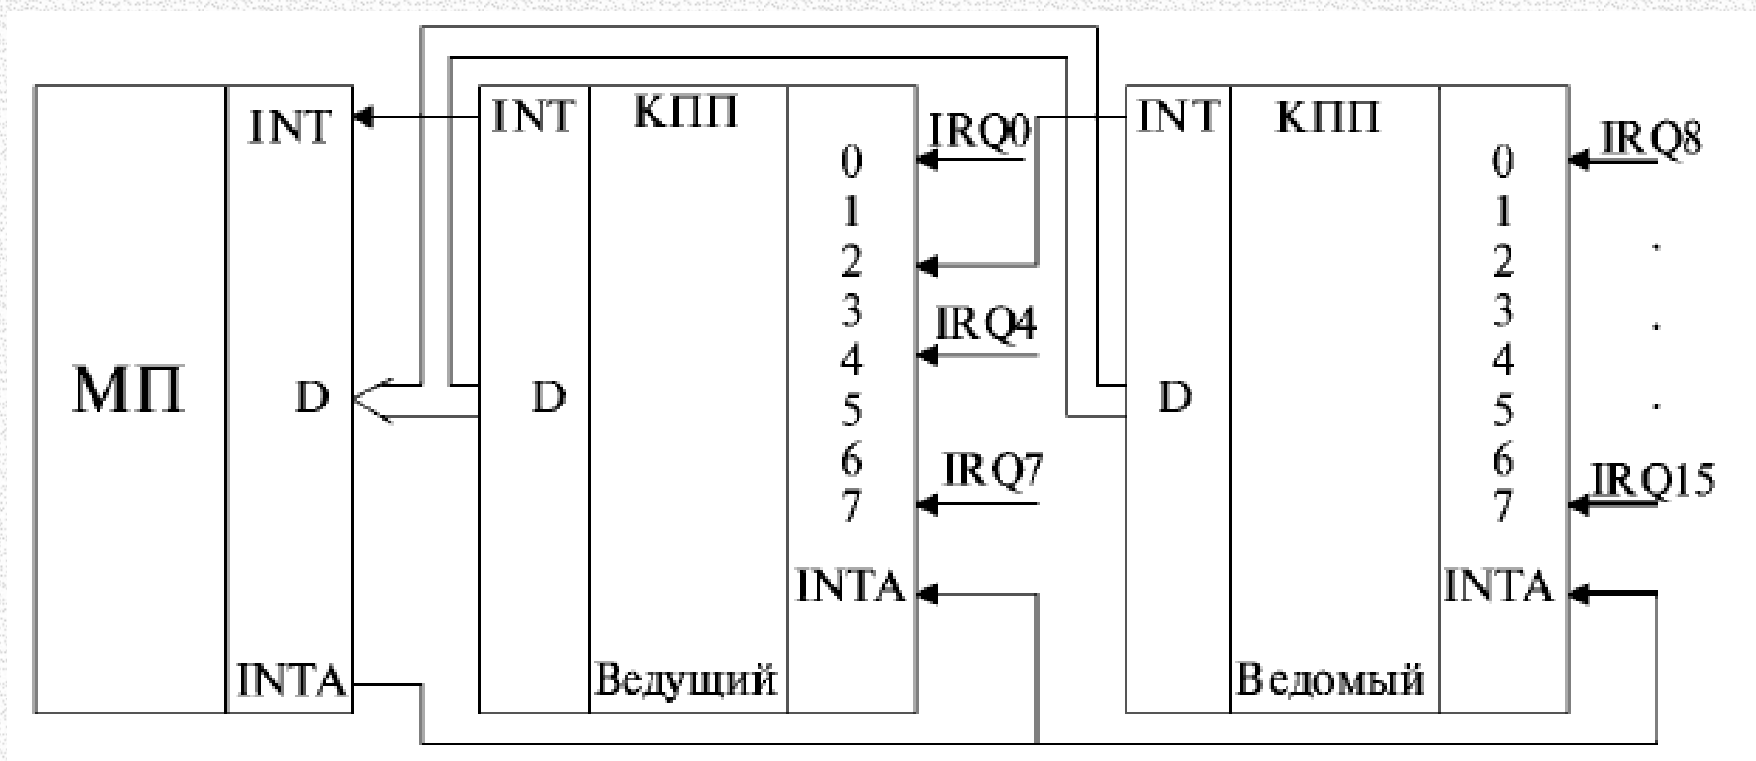 МП
INT
D
INTA
INT
D
КПП
Ведущий
0
1
2
3
4
5
6
7
INTA
IRQ0
IRQ4
IRQ7
INT
D
КПП
Ведомый
0
1
2
3
4
5
6
7
INTA
IRQ8
.
.
.
IRQ15